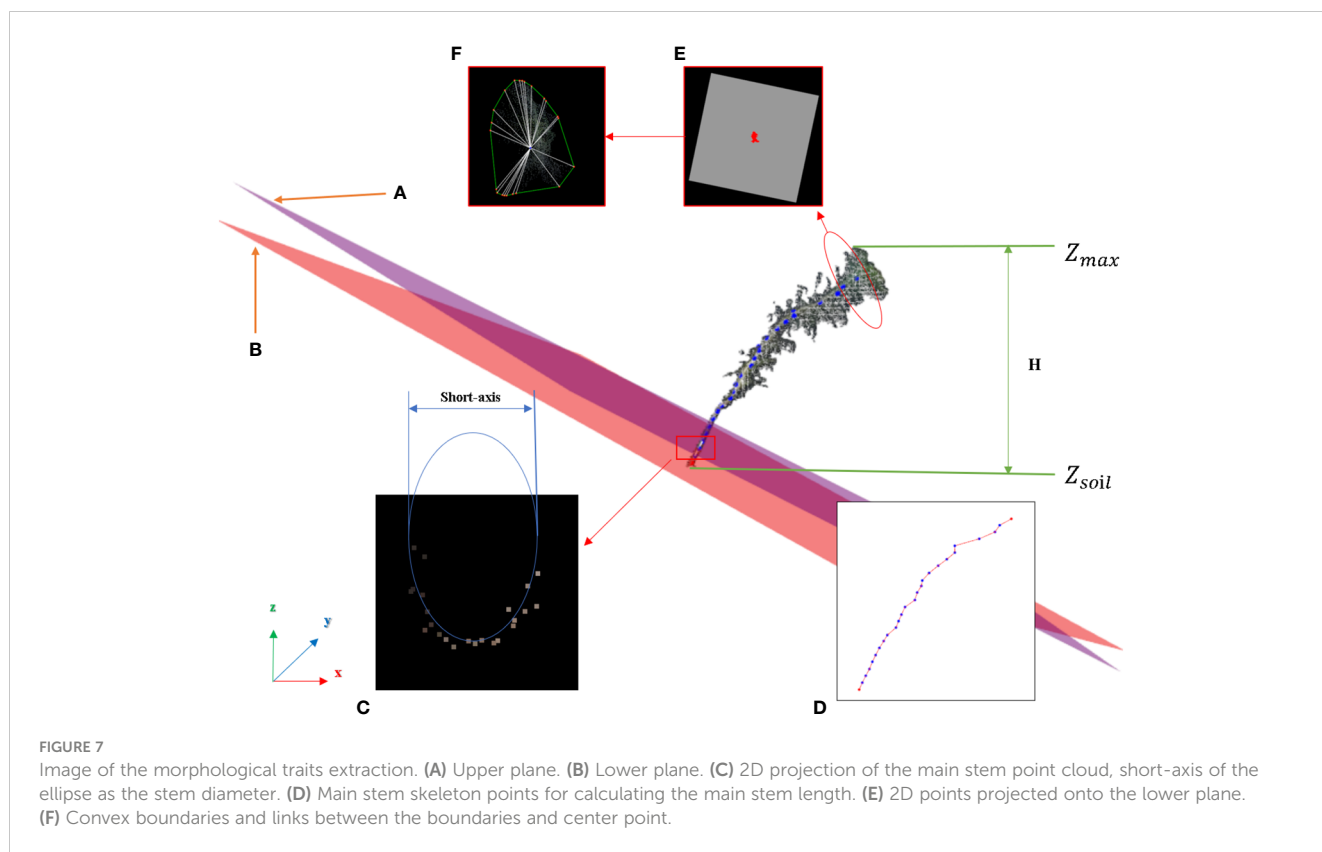 F
E
A
Z_max
B
H
Short-axis
Z_soil
z
y
x
C
D
FIGURE 7
Image of the morphological traits extraction. (A) Upper plane. (B) Lower plane. (C) 2D projection of the main stem point cloud, short-axis of the
ellipse as the stem diameter. (D) Main stem skeleton points for calculating the main stem length. (E) 2D points projected onto the lower plane.
(F) Convex boundaries and links between the boundaries and center point.